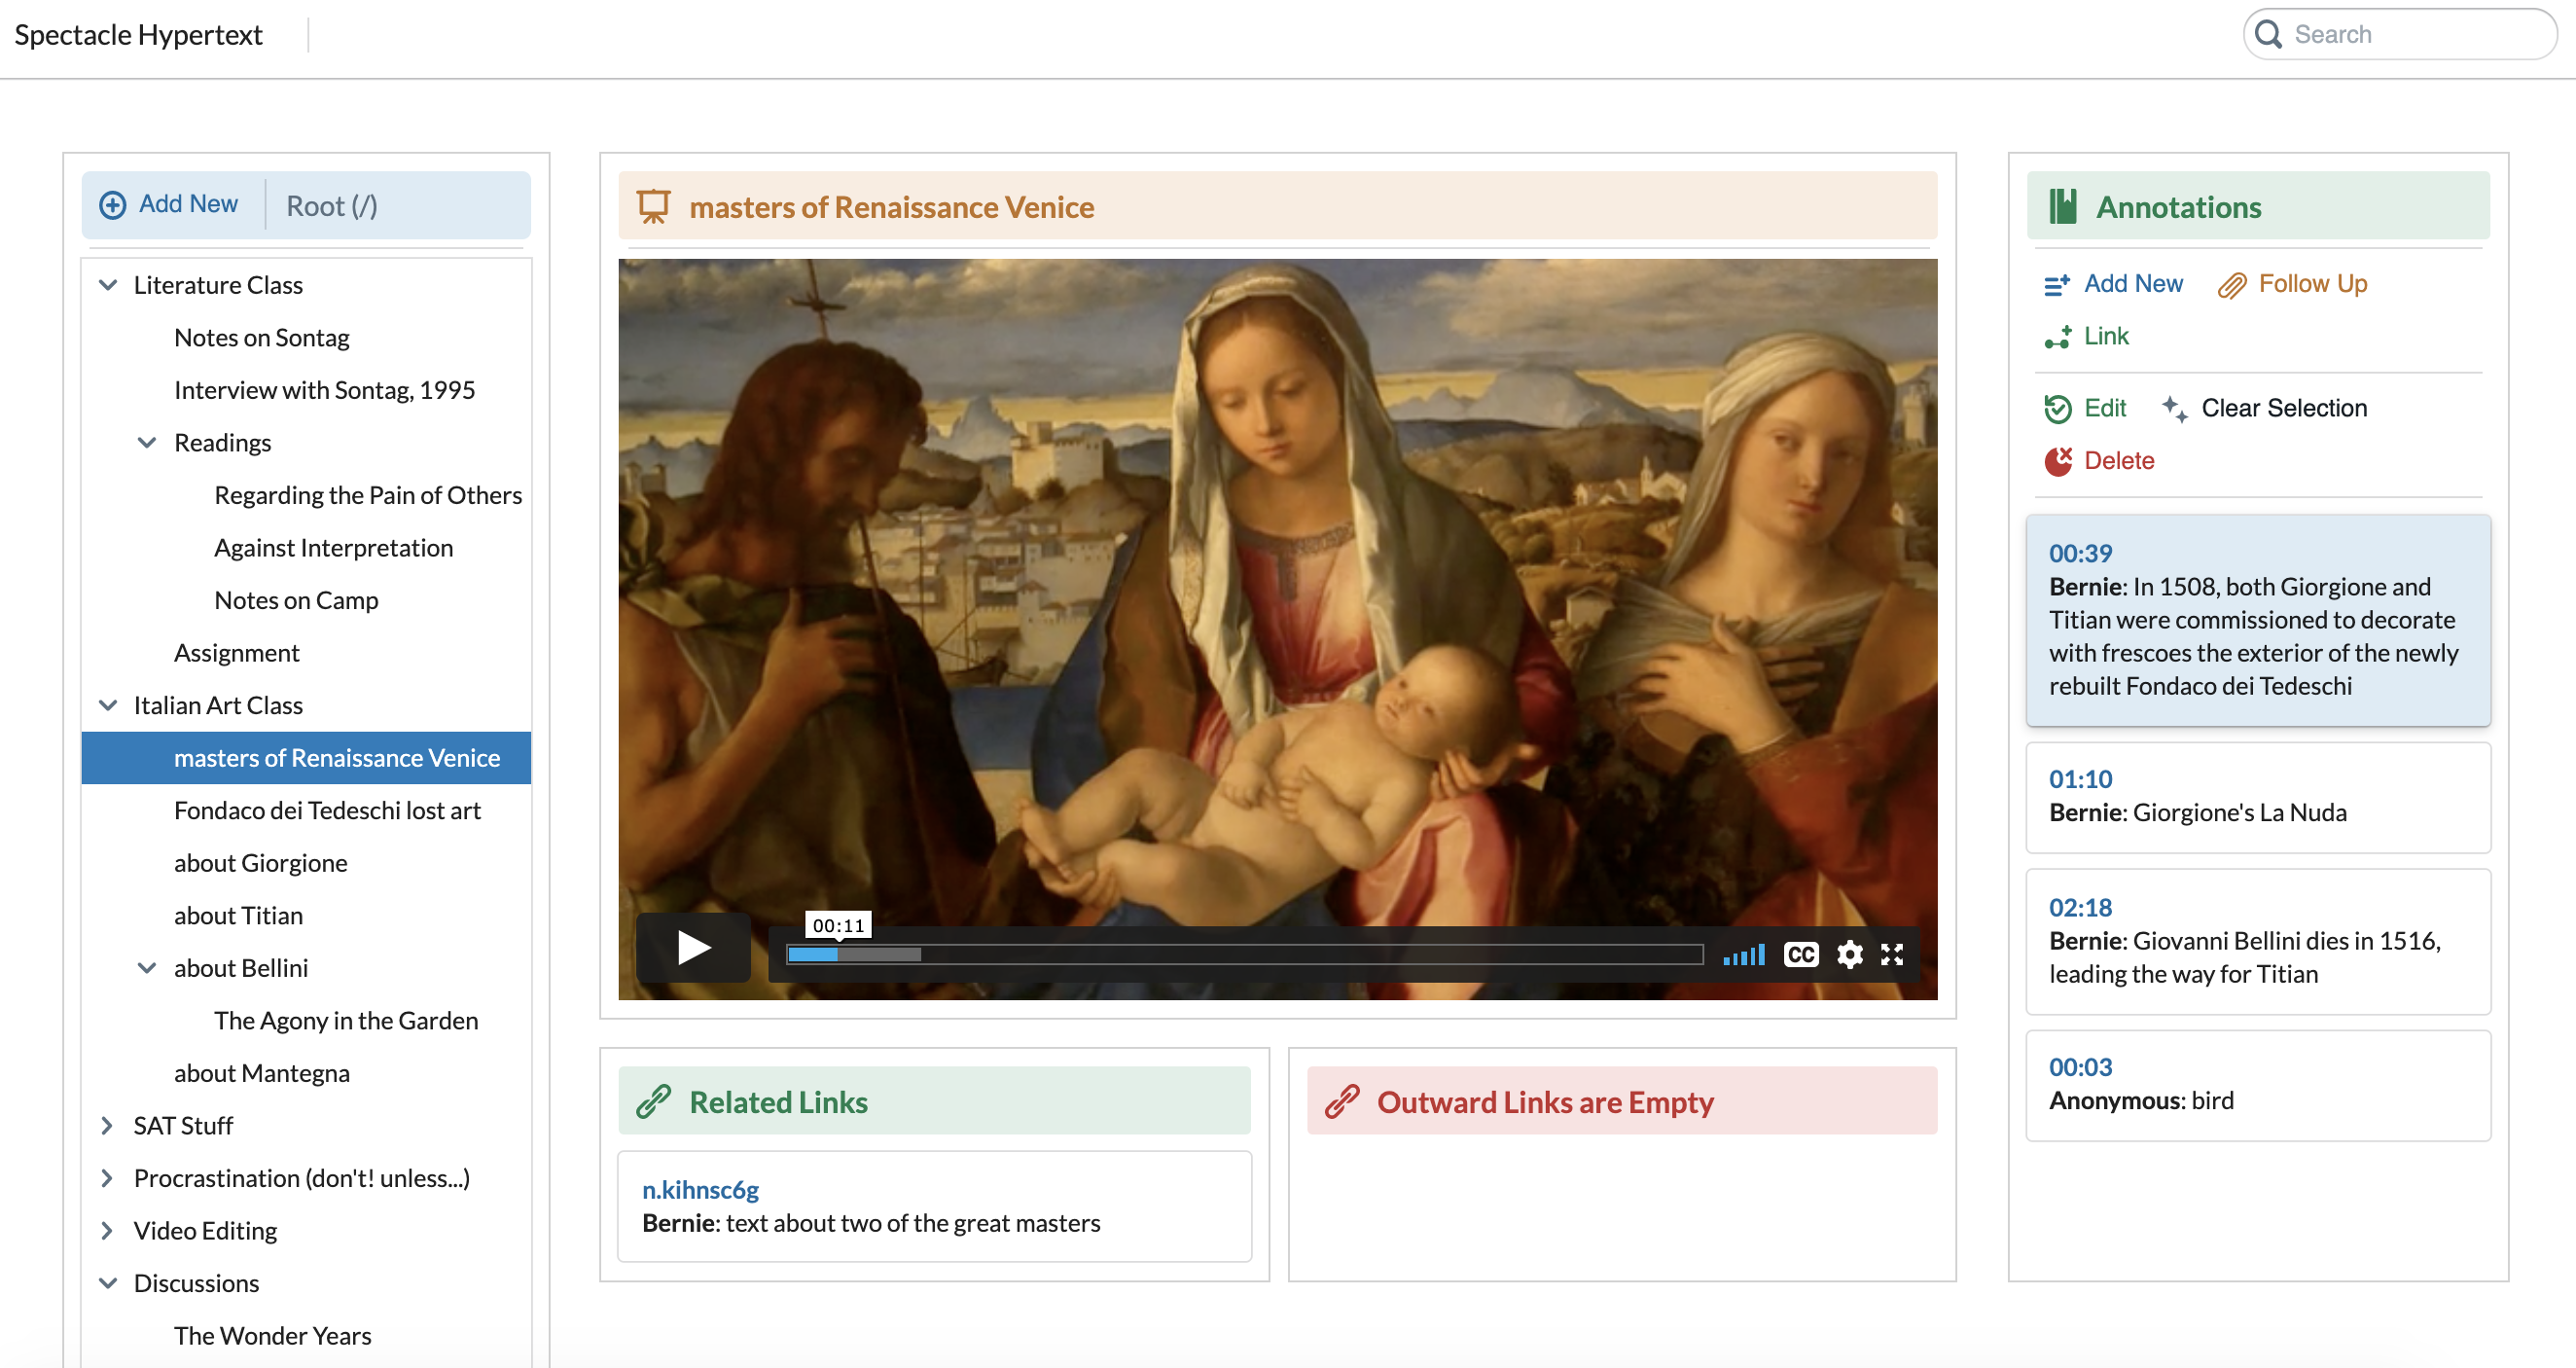 Spectacle Hypertext
Search
Add New
Root (/)
Literature Class
Notes on Sontag
Interview with Sontag, 1995
Readings
Regarding the Pain of Others
Against Interpretation
Notes on Camp
Assignment
Italian Art Class
masters of Renaissance Venice
Fondaco dei Tedeschi lost art
about Giorgione
about Titian
about Bellini
The Agony in the Garden
about Mantegna
SAT Stuff
Procrastination (don't! unless...)
Video Editing
Discussions
The Wonder Years
masters of Renaissance Venice
00:11
CC
Related Links
n.kihnsc6g
Bernie: text about two of the great masters
Outward Links are Empty
Annotations
Add New
Follow Up
Link
Edit
Clear Selection
Delete
00:39
Bernie: In 1508, both Giorgione and
Titian were commissioned to decorate
with frescoes the exterior of the newly
rebuilt Fondaco dei Tedeschi
01:10
Bernie: Giorgione's La Nuda
02:18
Bernie: Giovanni Bellini dies in 1516,
leading the way for Titian
00:03
Anonymous: bird